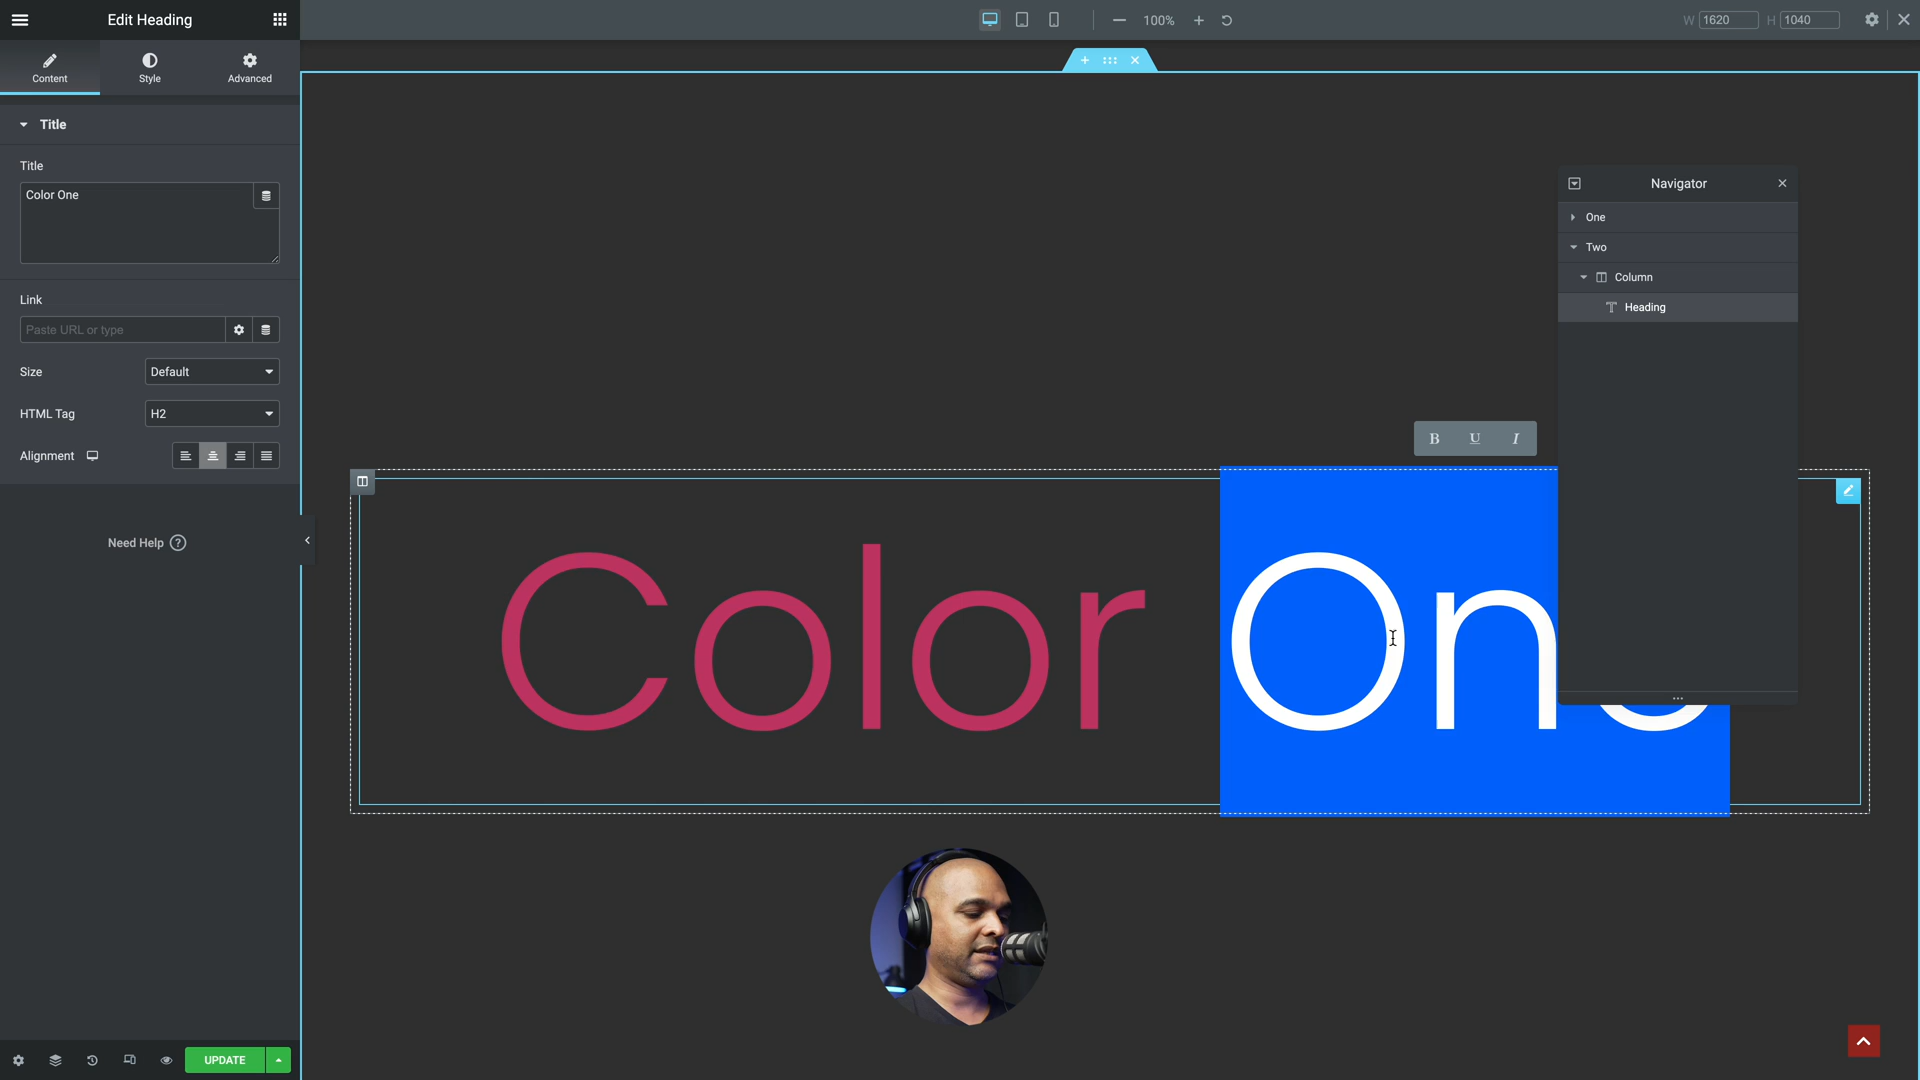 Edit Heading
100%
W 1620 H 1040
Content
Style
Advanced
Title
Title
Color One
Link
Paste URL or type
Size
Default
HTML Tag
H2
Alignment
Need Help ?
UPDATE
Navigator
One
Two
Column
Heading
B U I
Color One